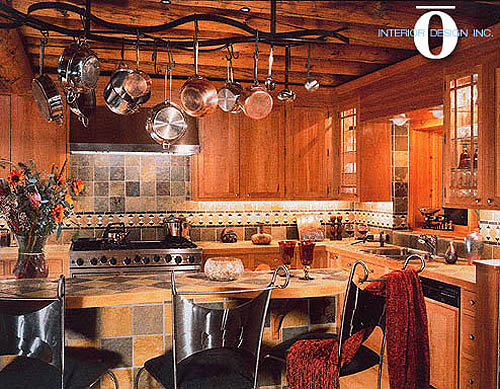 Ō
INTERIOR DESIGN INC.